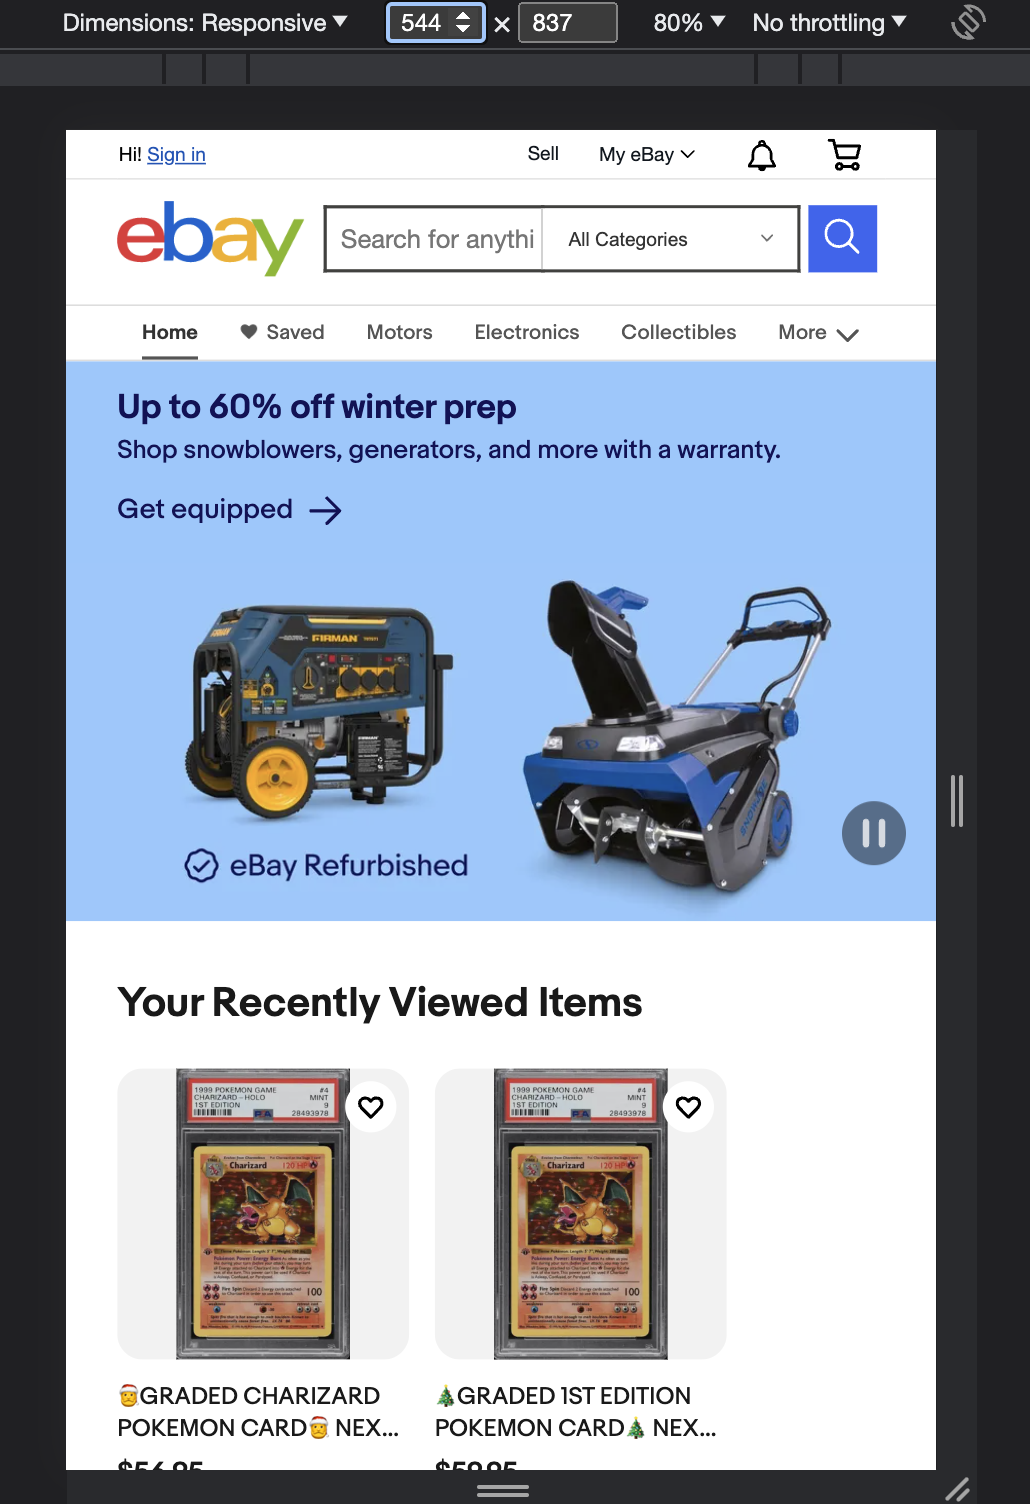 Dimensions: Responsive 544 × 837 80% No throttling
Hi! Sign in Sell My eBay
ebay Search for anythi All Categories
Home Saved Motors Electronics Collectibles More
Up to 60% off winter prep
Shop snowblowers, generators, and more with a warranty.
Get equipped
FIRMAN
eBay Refurbished
Your Recently Viewed Items
1999 POKEMON GAME #4
CHARIZARD - HOLO MINT
1ST EDITION 9
PSA 28493978
Charizard 120 HP
100
1999 POKEMON GAME #4
CHARIZARD - HOLO MINT
1ST EDITION 9
PSA 28493978
Charizard 120 HP
100
🎅GRADED CHARIZARD
POKEMON CARD🎅 NEX...
🎄GRADED 1ST EDITION
POKEMON CARD🎄 NEX...